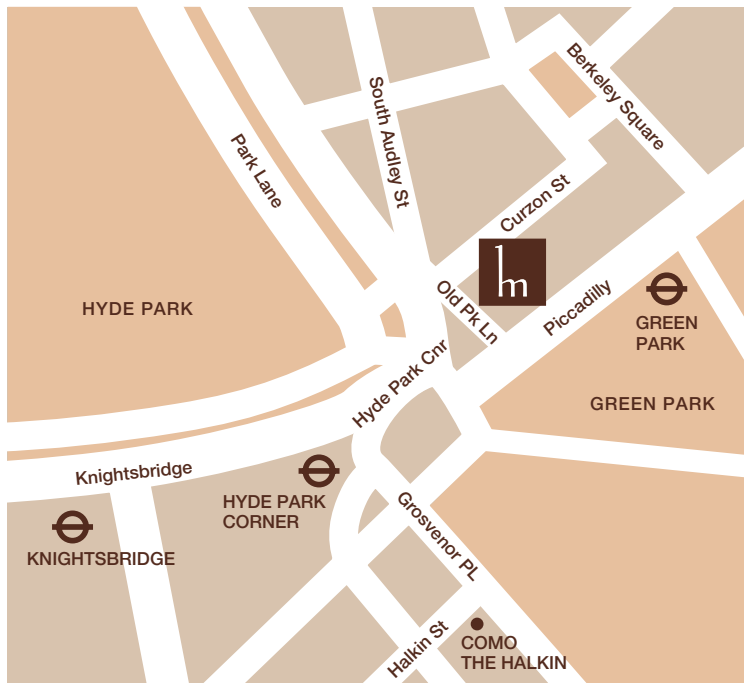 Berkeley Square
South Audley St
Park Lane
Curzon St
hm
Old Pk Ln
Piccadilly
HYDE PARK
GREEN
PARK
Hyde Park Cnr
GREEN PARK
Knightsbridge
HYDE PARK
CORNER
Grosvenor PL
KNIGHTSBRIDGE
Halkin St
COMO
THE HALKIN